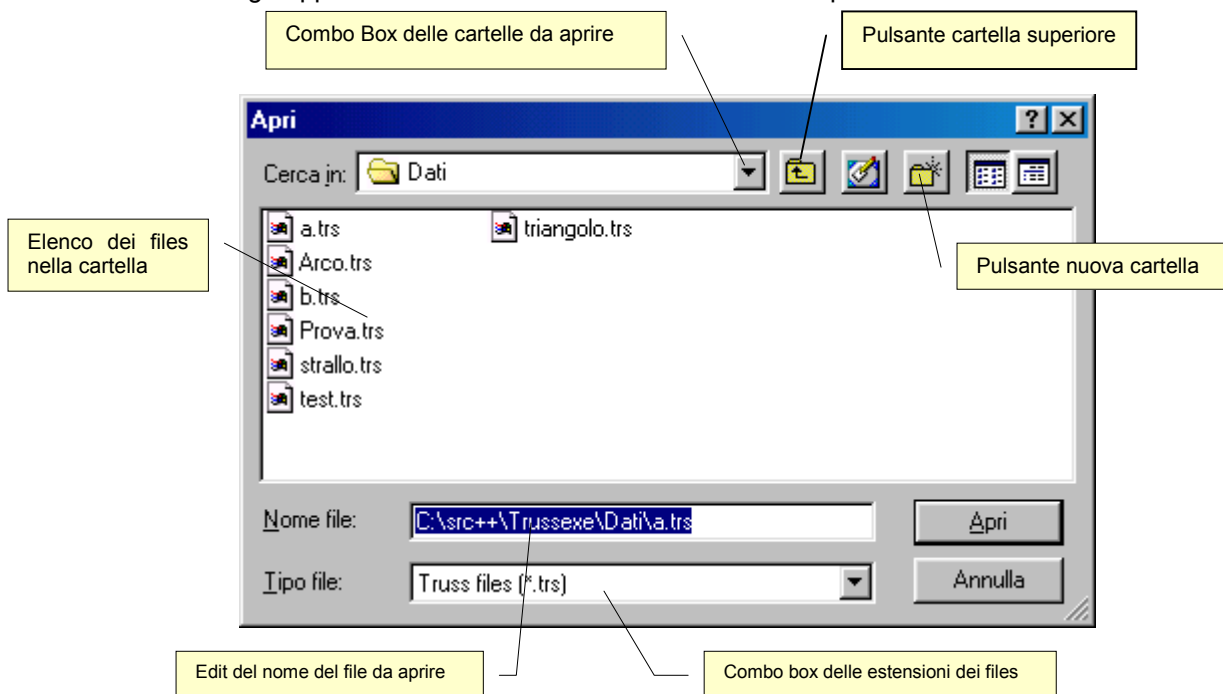 Combo Box delle cartelle da aprire
Pulsante cartella superiore
Apri
Cerca in:
Dati
Elenco dei files
nella cartella
a.trs
triangolo.trs
Arco.trs
b.trs
Prova.trs
strallo.trs
test.trs
Pulsante nuova cartella
Nome file:
C:\src++\Trussexe\Dati\a.trs
Apri
Tipo file:
Truss files (*.trs)
Annulla
Edit del nome del file da aprire
Combo box delle estensioni dei files